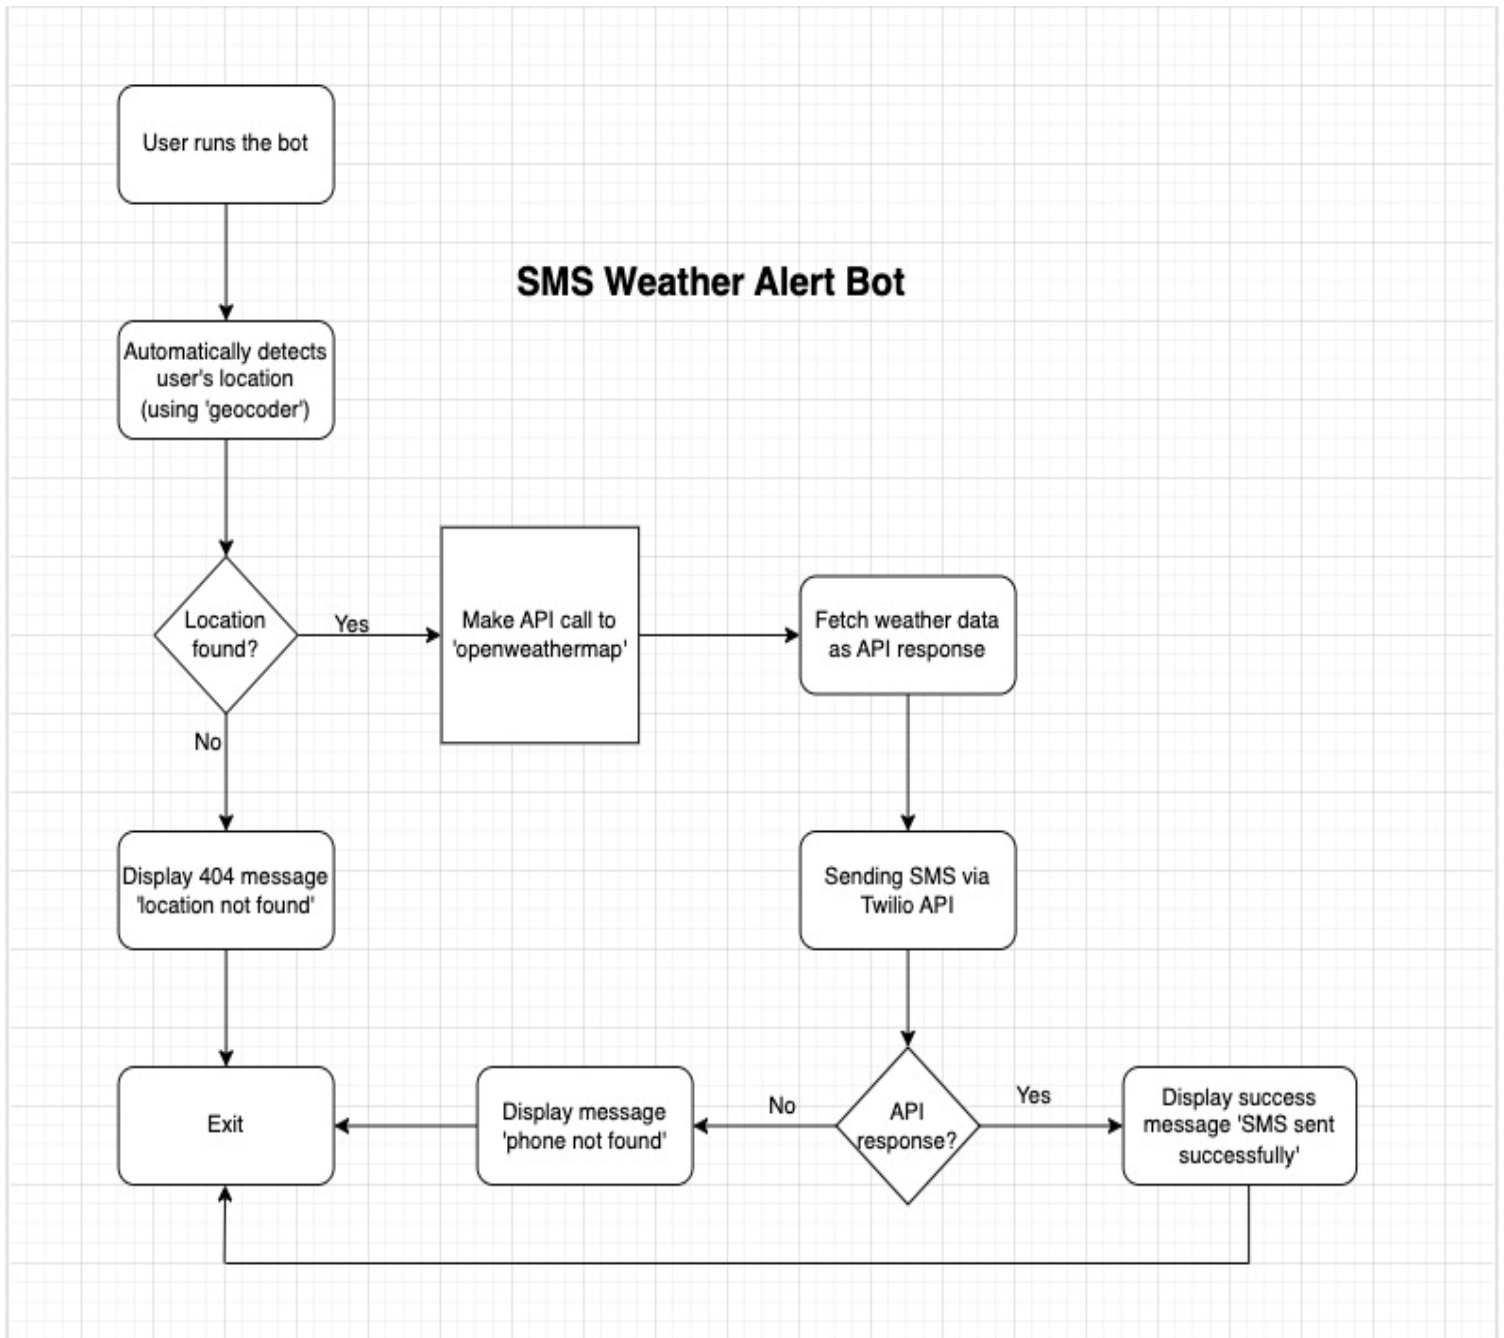 User runs the bot
SMS Weather Alert Bot
Automatically detects
user's location
(using 'geocoder')
Location
found?
Yes
Make API call to
'openweathermap'
Fetch weather data
as API response
No
Display 404 message
'location not found'
Sending SMS via
Twilio API
Exit
Display message
'phone not found'
No
API
response?
Yes
Display success
message 'SMS sent
successfully'